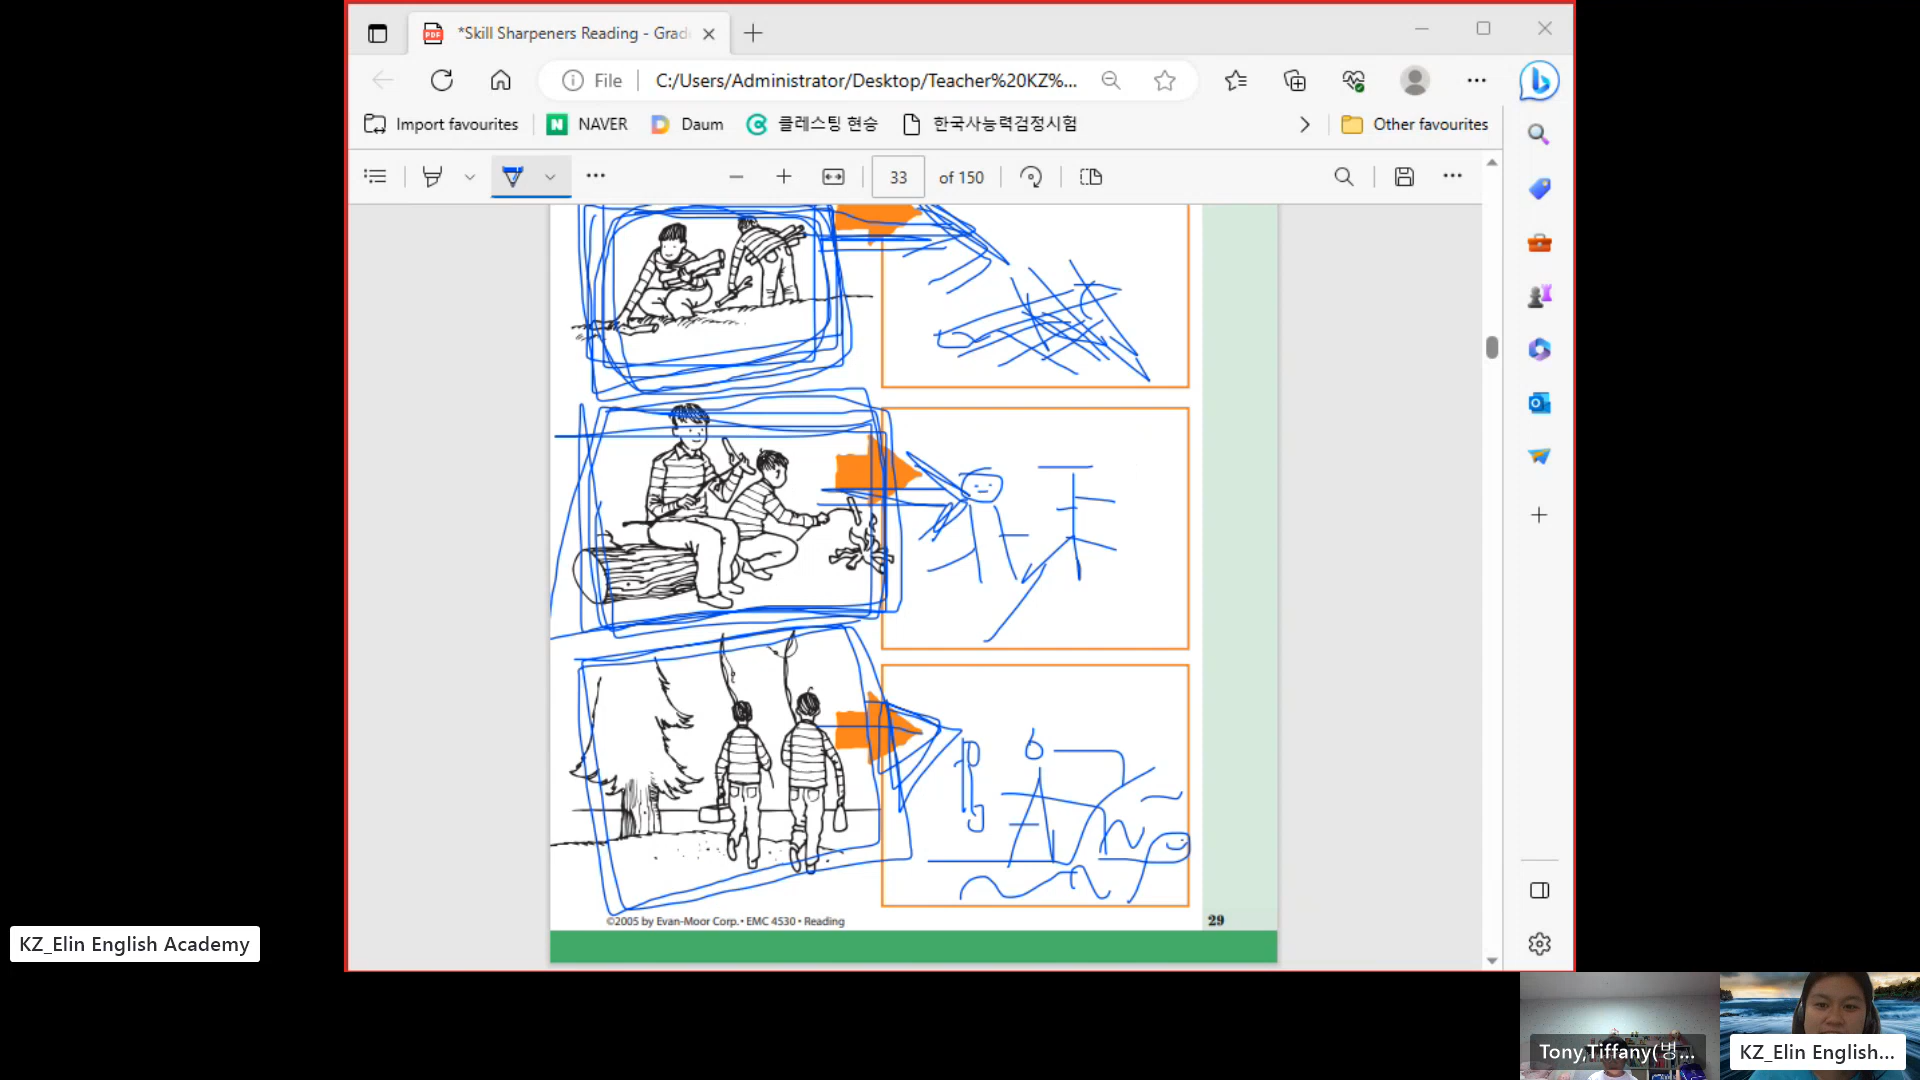 *Skill Sharpeners Reading - Grad
File
C:/Users/Administrator/Desktop/Teacher%20KZ%...
Import favourites
NAVER
Daum
클레스팅 현승
한국사능력검정시험
Other favourites
33
of 150
©2005 by Evan-Moor Corp. • EMC 4530 • Reading
29
KZ_Elin English Academy
Tony,Tiffany(병...
KZ_Elin English...